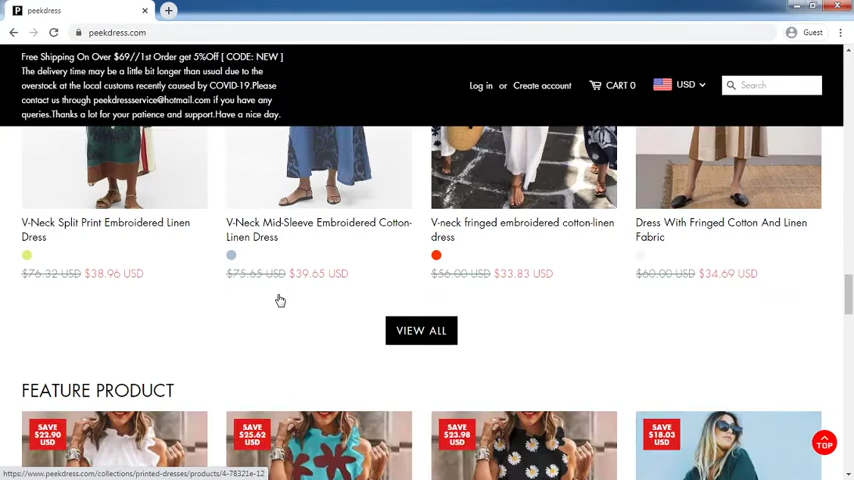 peekdress
peekdress.com
Guest
Free Shipping On Over $69//1st Order get 5%Off [ CODE: NEW ]
The delivery time may be a little bit longer than usual due to the
overstock at the local customs recently caused by COVID-19.Please
contact us through peekdressservice@hotmail.com if you have any
queries.Thanks a lot for your patience and support.Have a nice day.
Log in or Create account
CART 0
USD
Search
V-Neck Split Print Embroidered Linen
Dress
$76.32 USD $38.96 USD
V-Neck Mid-Sleeve Embroidered Cotton-
Linen Dress
$75.65 USD $39.65 USD
V-neck fringed embroidered cotton-linen
dress
$56.00 USD $33.83 USD
Dress With Fringed Cotton And Linen
Fabric
$60.00 USD $34.69 USD
VIEW ALL
FEATURE PRODUCT
SAVE
$22.90
USD
SAVE
$25.62
USD
SAVE
$23.98
USD
SAVE
$18.03
USD
TOP
https://www.peekdress.com/collections/printed-dresses/products/4-78321e-12